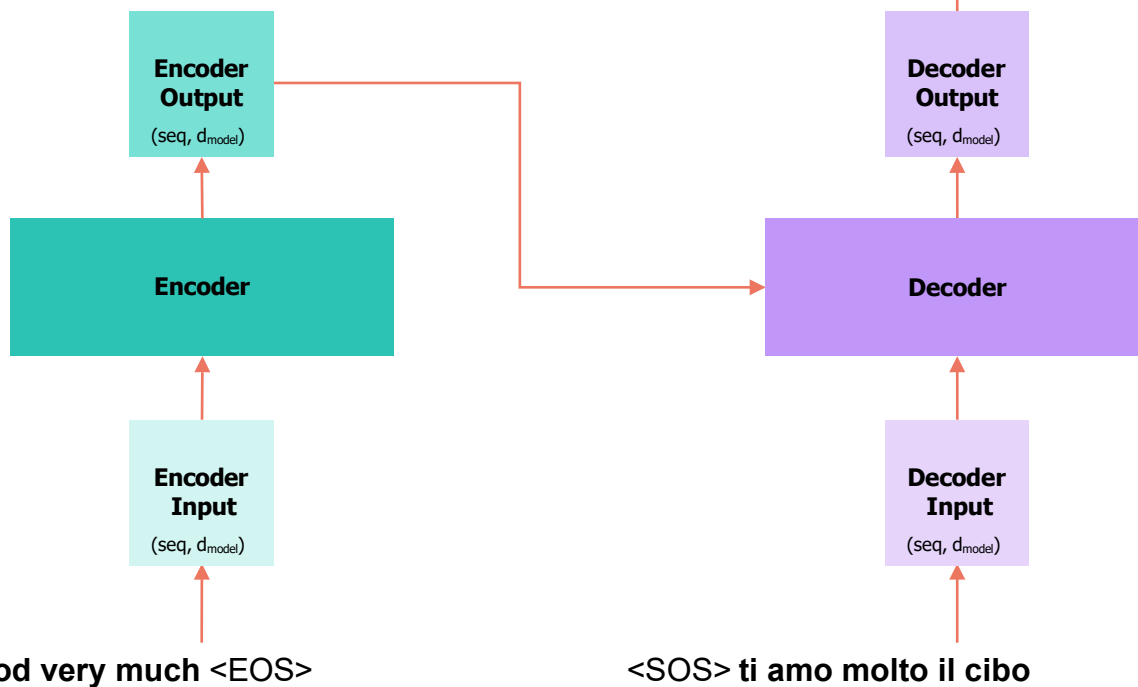 Encoder
Output
(seq, dmodel)
Decoder
Output
(seq, dmodel)
Encoder
Decoder
Encoder
Input
(seq, dmodel)
Decoder
Input
(seq, dmodel)
very much <EOS>
<SOS> ti amo molto il cibo